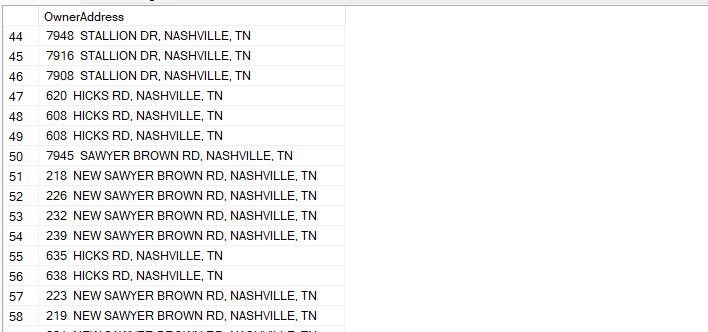 OwnerAddress
44 7948  STALLION DR, NASHVILLE, TN
45 7916  STALLION DR, NASHVILLE, TN
46 7908  STALLION DR, NASHVILLE, TN
47 620  HICKS RD, NASHVILLE, TN
48 608  HICKS RD, NASHVILLE, TN
49 608  HICKS RD, NASHVILLE, TN
50 7945  SAWYER BROWN RD, NASHVILLE, TN
51 218  NEW SAWYER BROWN RD, NASHVILLE, TN
52 226  NEW SAWYER BROWN RD, NASHVILLE, TN
53 232  NEW SAWYER BROWN RD, NASHVILLE, TN
54 239  NEW SAWYER BROWN RD, NASHVILLE, TN
55 635  HICKS RD, NASHVILLE, TN
56 638  HICKS RD, NASHVILLE, TN
57 223  NEW SAWYER BROWN RD, NASHVILLE, TN
58 219  NEW SAWYER BROWN RD, NASHVILLE, TN